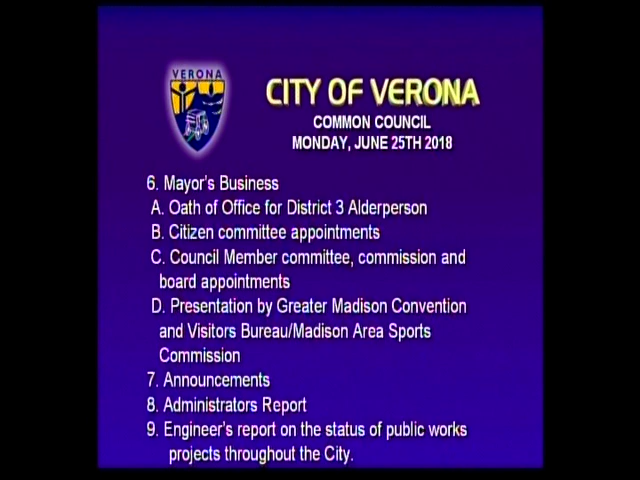 VERONA
CITY OF VERONA
COMMON COUNCIL
MONDAY, JUNE 25TH 2018
6. Mayor's Business
A. Oath of Office for District 3 Alderperson
B. Citizen committee appointments
C. Council Member committee, commission and
board appointments
D. Presentation by Greater Madison Convention
and Visitors Bureau/Madison Area Sports
Commission
7. Announcements
8. Administrators Report
9. Engineer's report on the status of public works
projects throughout the City.